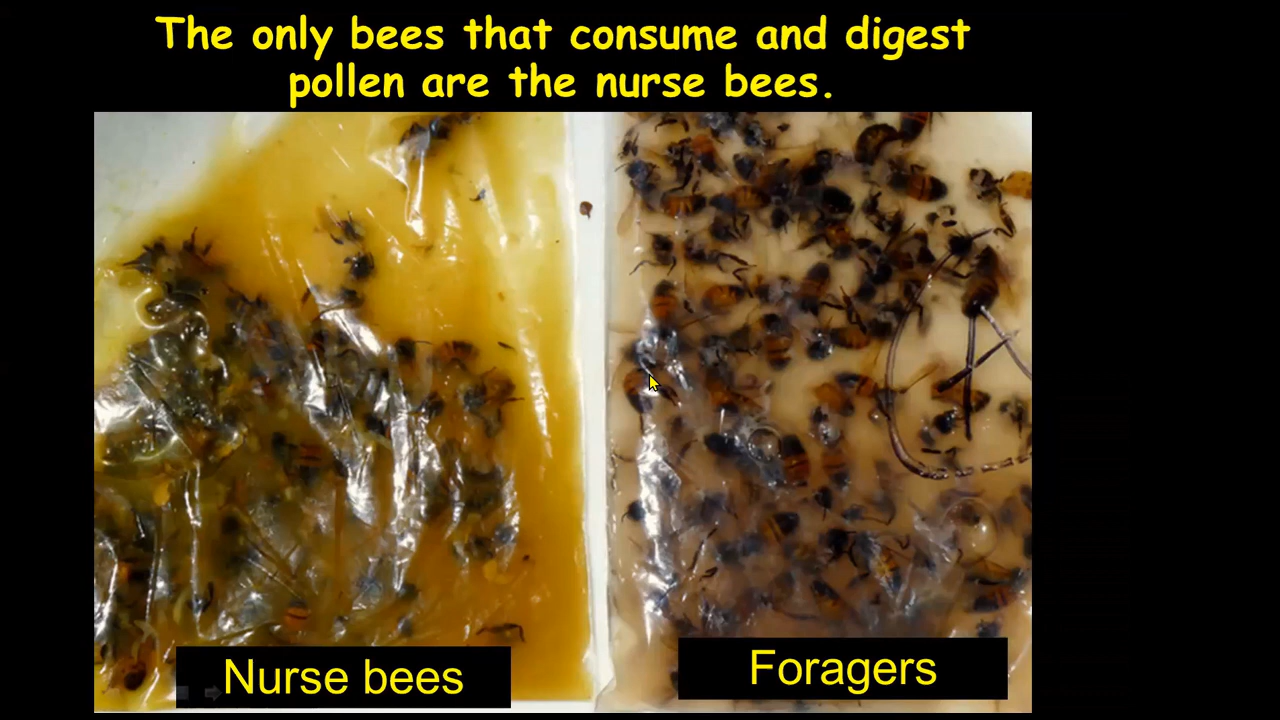 The only bees that consume and digest
pollen are the nurse bees.
Nurse bees
Foragers